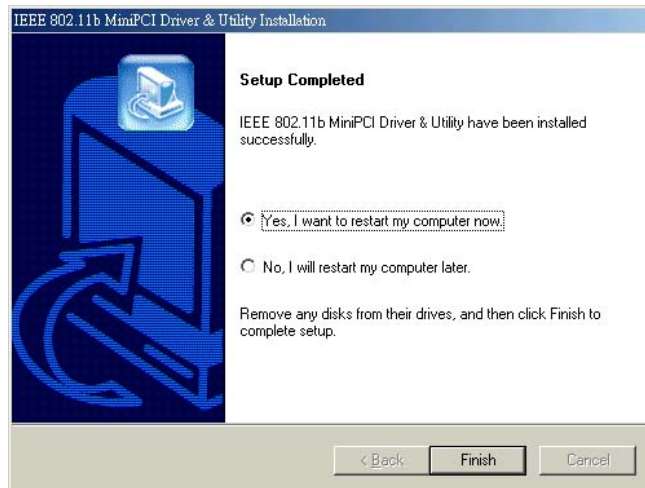 IEEE 802.11b MiniPCI Driver & Utility Installation
Setup Completed
IEEE 802.11b MiniPCI Driver & Utility have been installed
successfully.
Yes, I want to restart my computer now.
No, I will restart my computer later.
Remove any disks from their drives, and then click Finish to
complete setup.
< Back
Finish
Cancel